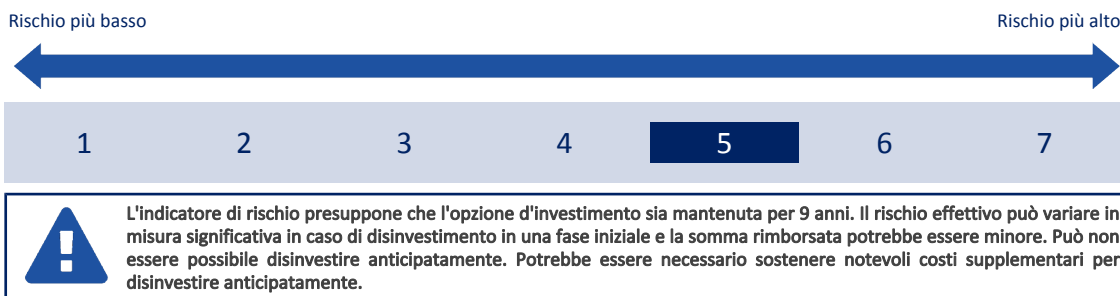 Rischio più basso Rischio più alto
1 2 3 4 5 6 7
L'indicatore di rischio presuppone che l'opzione d'investimento sia mantenuta per 9 anni. Il rischio effettivo può variare in
misura significativa in caso di disinvestimento in una fase iniziale e la somma rimborsata potrebbe essere minore. Può non
essere possibile disinvestire anticipatamente. Potrebbe essere necessario sostenere notevoli costi supplementari per
disinvestire anticipatamente.